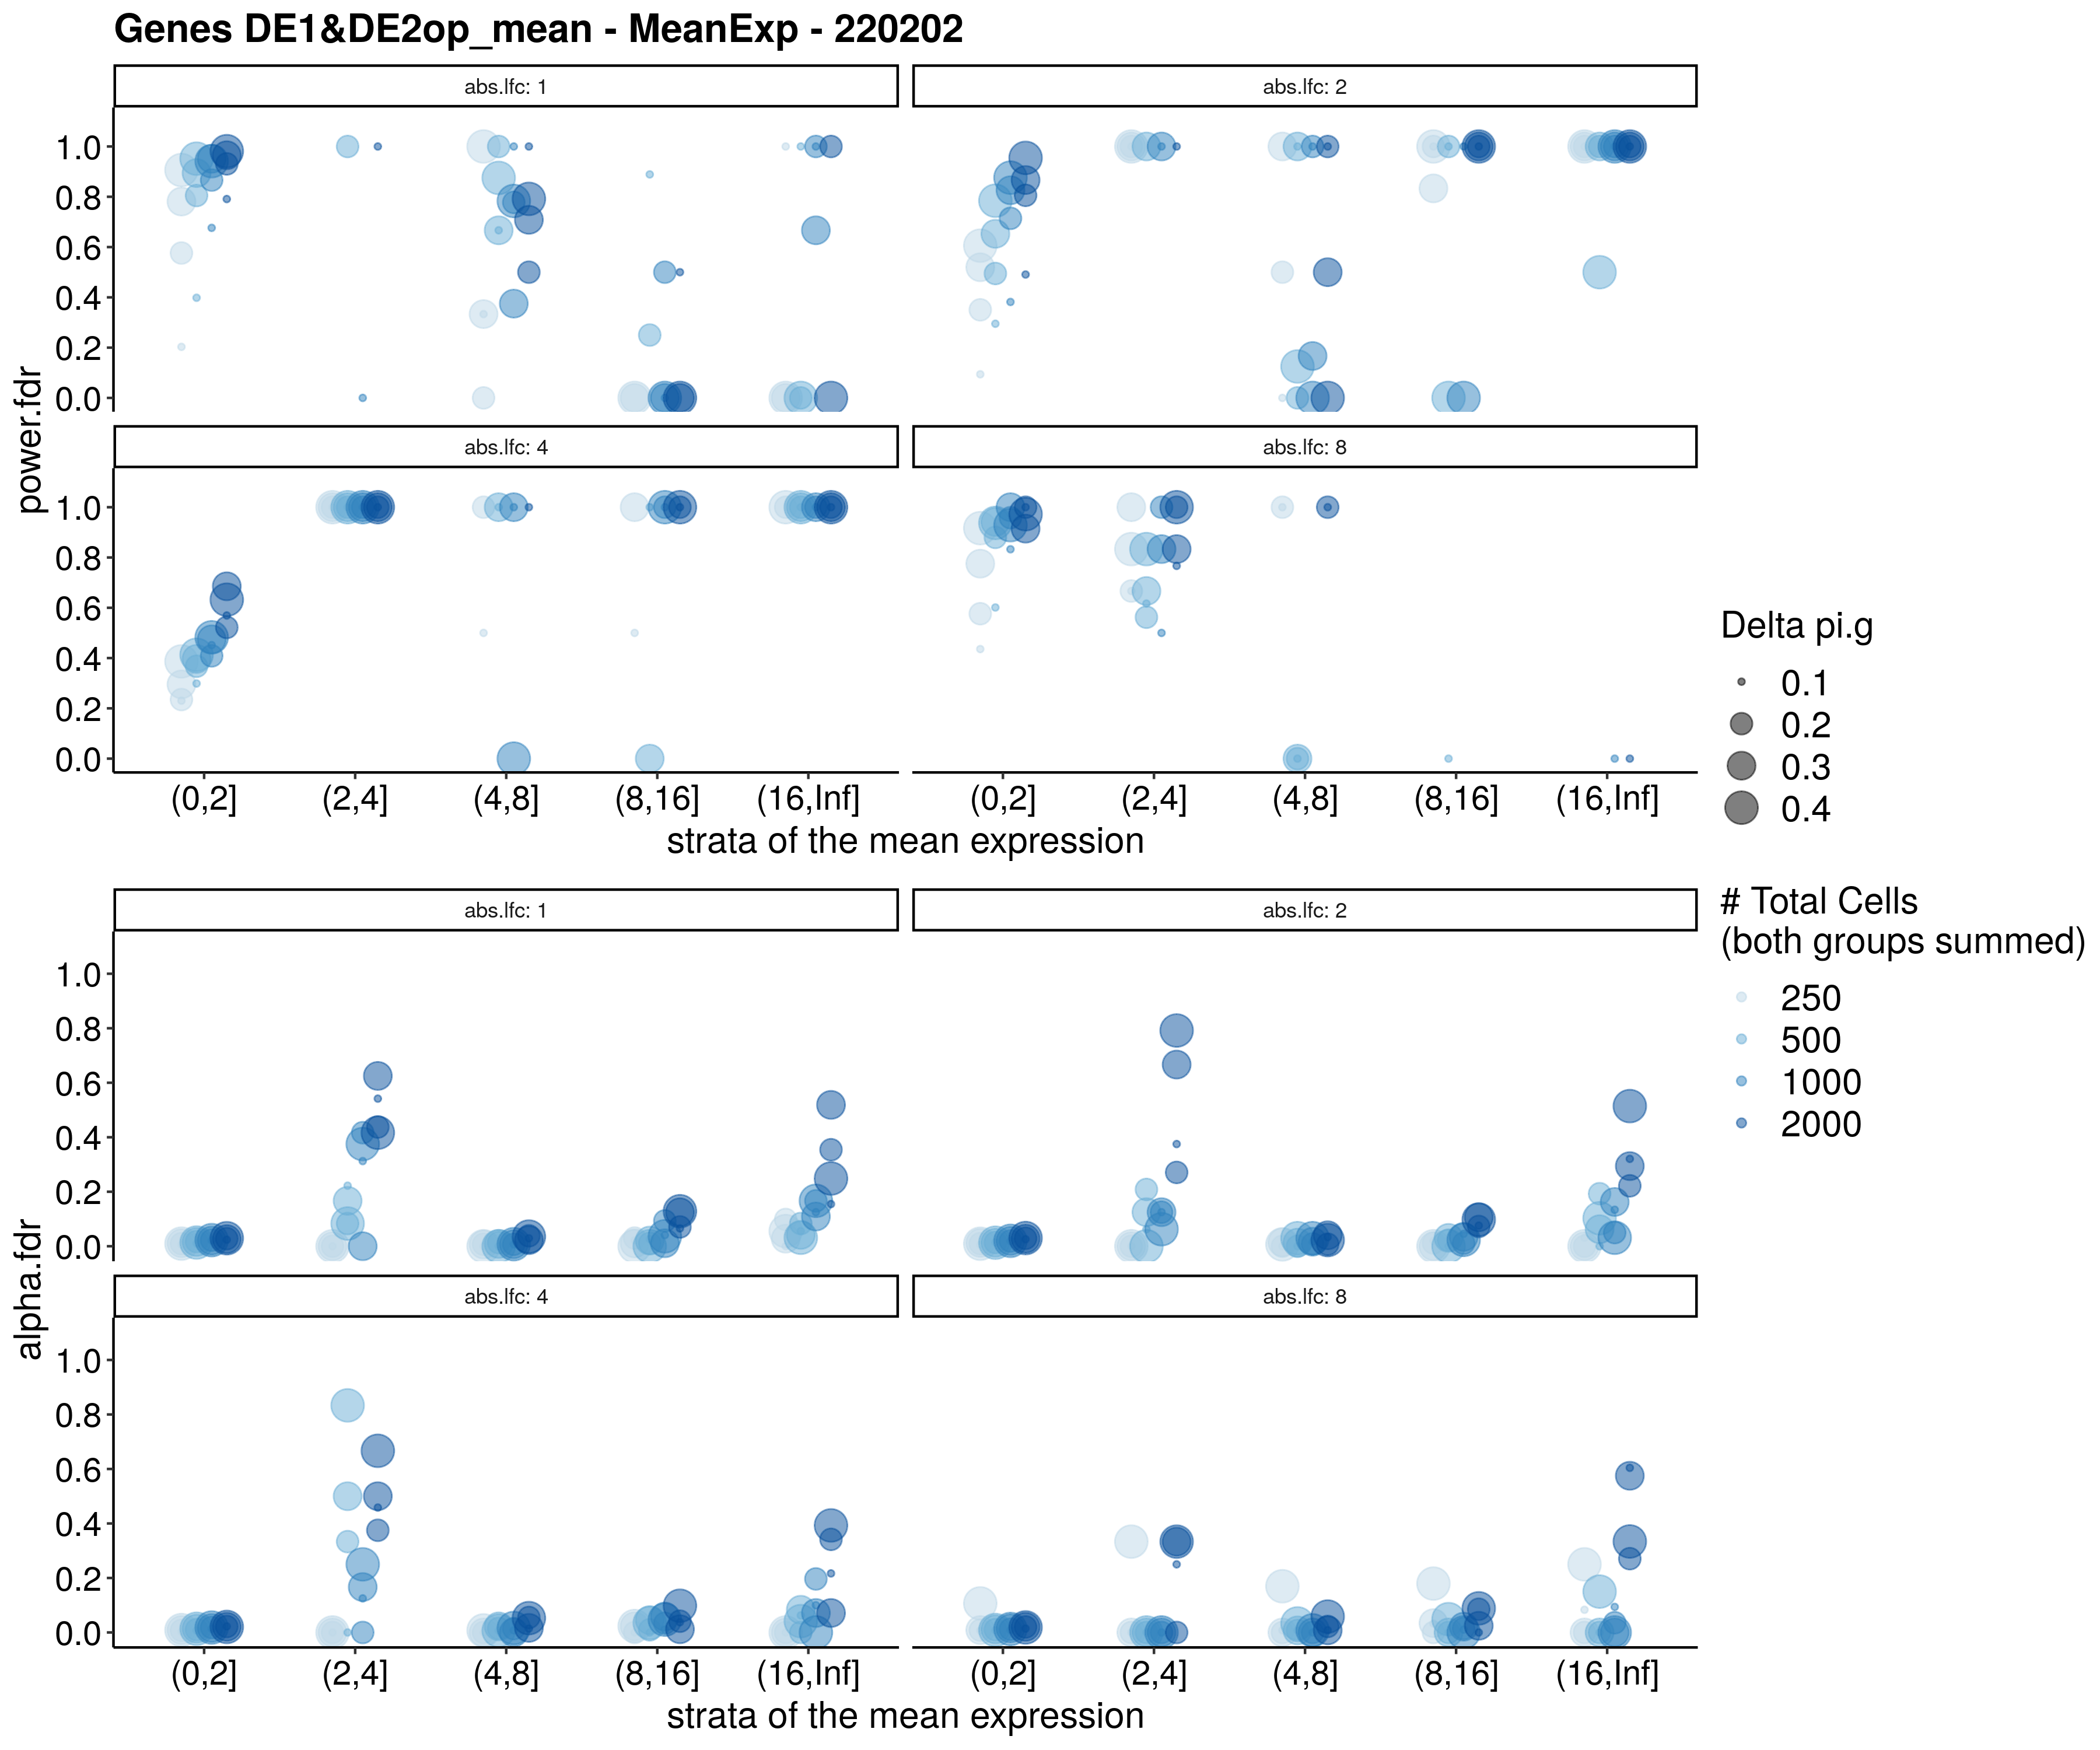 Genes DE1&DE2op_mean - MeanExp - 220202
abs.lfc: 1
abs.lfc: 2
1.0
0.8
0.6
0.4
0.2
0.0
power.fdr
abs.lfc: 4
abs.lfc: 8
1.0
0.8
0.6
0.4
0.2
0.0
(0,2]
(2,4]
(4,8]
(8,16]
(16,Inf]
(0,2]
(2,4]
(4,8]
(8,16]
(16,Inf]
strata of the mean expression
Delta pi.g
0.1
0.2
0.3
0.4
# Total Cells
(both groups summed)
250
500
1000
2000
abs.lfc: 1
abs.lfc: 2
1.0
0.8
0.6
0.4
0.2
0.0
alpha.fdr
abs.lfc: 4
abs.lfc: 8
1.0
0.8
0.6
0.4
0.2
0.0
(0,2]
(2,4]
(4,8]
(8,16]
(16,Inf]
(0,2]
(2,4]
(4,8]
(8,16]
(16,Inf]
strata of the mean expression